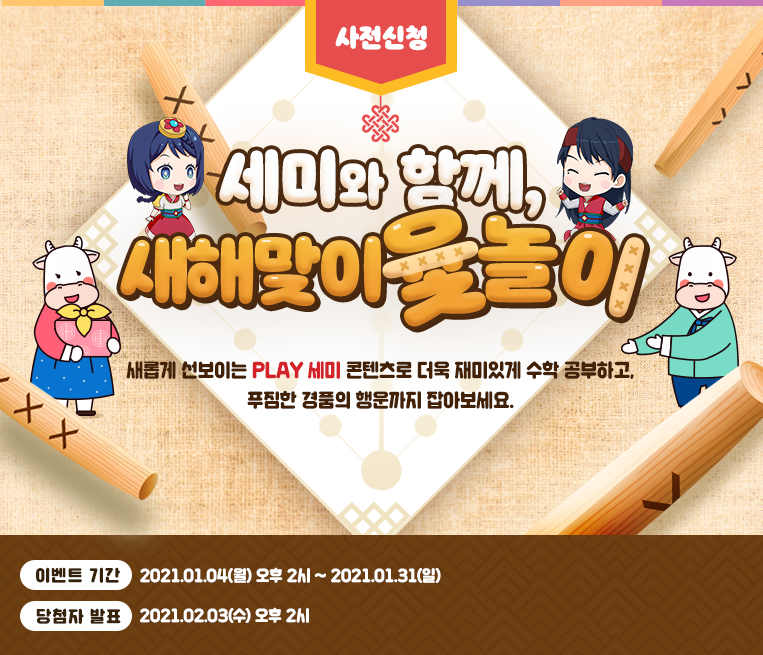 사전신청
세미와 함께,
새해맞이 윷놀이
새롭게 선보이는 PLAY 세미 콘텐츠로 더욱 재미있게 수학 공부하고,
푸짐한 경품의 행운까지 잡아보세요.
이벤트 기간 2021.01.04(월) 오후 2시 ~ 2021.01.31(일)
당첨자 발표 2021.02.03(수) 오후 2시